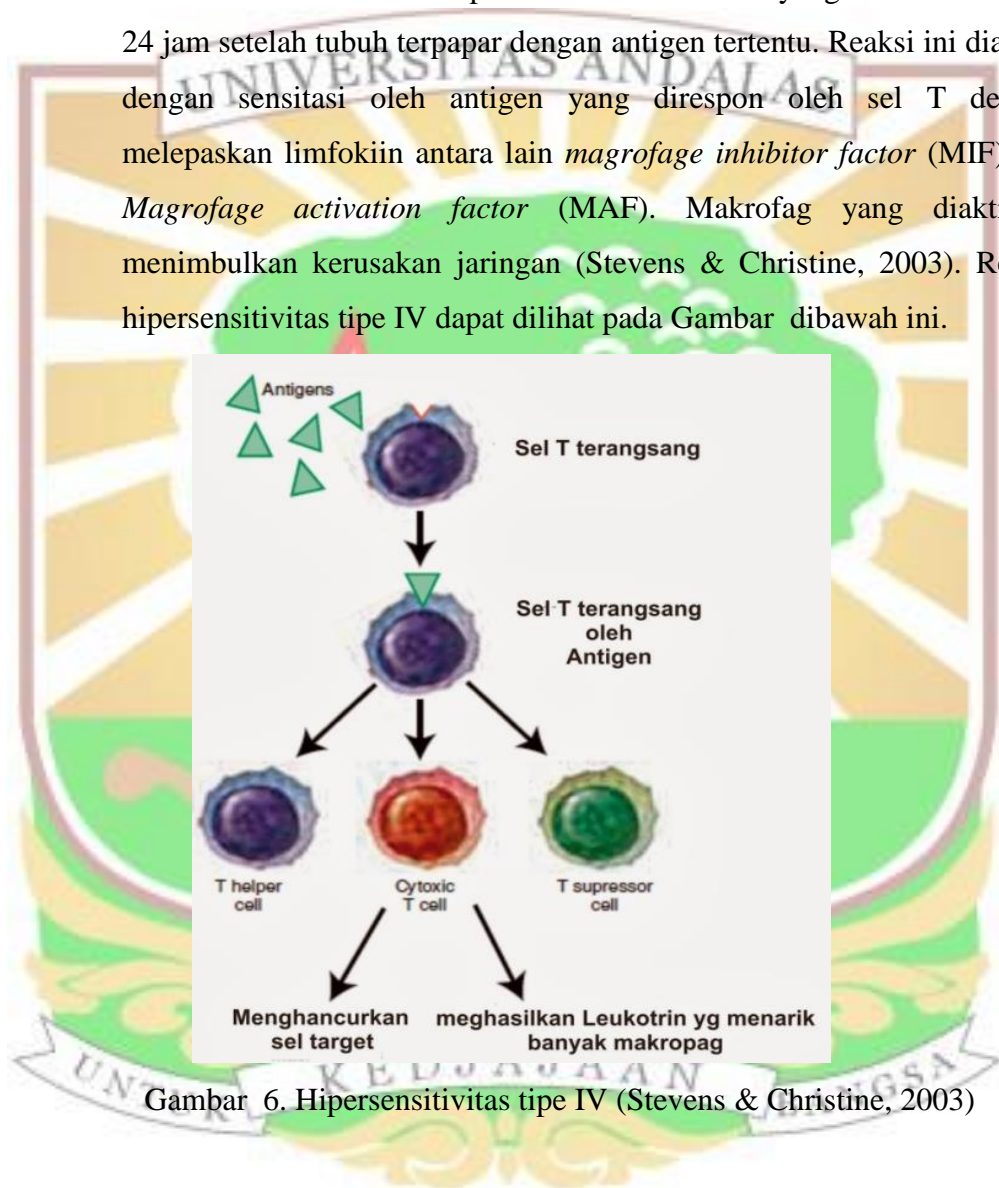 24 jam setelah tubuh terpapar dengan antigen tertentu. Reaksi ini
UNIVERSITAS ANDALAS
dengan sensitasi oleh antigen yang direspon oleh sel T
melepaskan limfokiin antara lain magrofage inhibitor factor (MIF)
Magrofage activation factor (MAF). Makrofag yang
menimbulkan kerusakan jaringan (Stevens & Christine, 2003).
hipersensitivitas tipe IV dapat dilihat pada Gambar dibawah ini.
Antigens
Sel T terangsang
Sel T terangsang
oleh
Antigen
T helper
cell
Cytoxic
T cell
T supressor
cell
Menghancurkan
sel target
meghasilkan Leukotrin yg menarik
banyak makropag
KEDJAJAAN
Gambar 6. Hipersensitivitas tipe IV (Stevens & Christine, 2003)